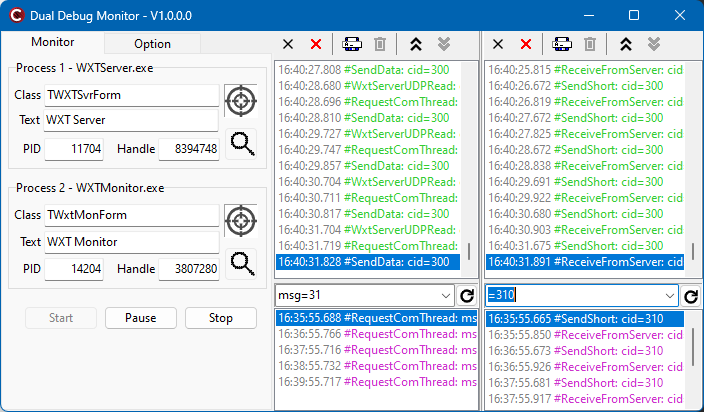 Dual Debug Monitor - V1.0.0.0
Monitor
Option
Process 1 - WXTServer.exe
Class TWXTSvrForm
Text WXT Server
PID 11704 Handle 8394748
Process 2 - WXTMonitor.exe
Class TWxtMonForm
Text WXT Monitor
PID 14204 Handle 3807280
Start
Pause
Stop
16:40:27.808 #SendData: cid=300
16:40:28.680 #WxtServerUDPRead:
16:40:28.696 #RequestComThread:
16:40:28.810 #SendData: cid=300
16:40:29.727 #WxtServerUDPRead:
16:40:29.747 #RequestComThread:
16:40:29.857 #SendData: cid=300
16:40:30.704 #WxtServerUDPRead:
16:40:30.711 #RequestComThread:
16:40:30.817 #SendData: cid=300
16:40:31.704 #WxtServerUDPRead:
16:40:31.719 #RequestComThread:
16:40:31.828 #SendData: cid=300
msg=31
16:35:55.688 #RequestComThread: ms
16:36:55.766 #RequestComThread: ms
16:37:55.716 #RequestComThread: ms
16:38:55.732 #RequestComThread: ms
16:39:55.717 #RequestComThread: ms
16:40:25.815 #ReceiveFromServer: cid
16:40:26.672 #SendShort: cid=300
16:40:26.819 #ReceiveFromServer: cid
16:40:27.672 #SendShort: cid=300
16:40:27.825 #ReceiveFromServer: cid
16:40:28.672 #SendShort: cid=300
16:40:28.838 #ReceiveFromServer: cid
16:40:29.691 #SendShort: cid=300
16:40:29.922 #ReceiveFromServer: cid
16:40:30.680 #SendShort: cid=300
16:40:30.903 #ReceiveFromServer: cid
16:40:31.675 #SendShort: cid=300
16:40:31.891 #ReceiveFromServer: cid
=310
16:35:55.665 #SendShort: cid=310
16:35:55.850 #ReceiveFromServer: cid
16:36:55.673 #SendShort: cid=310
16:36:55.926 #ReceiveFromServer: cid
16:37:55.681 #SendShort: cid=310
16:37:55.917 #ReceiveFromServer: cid